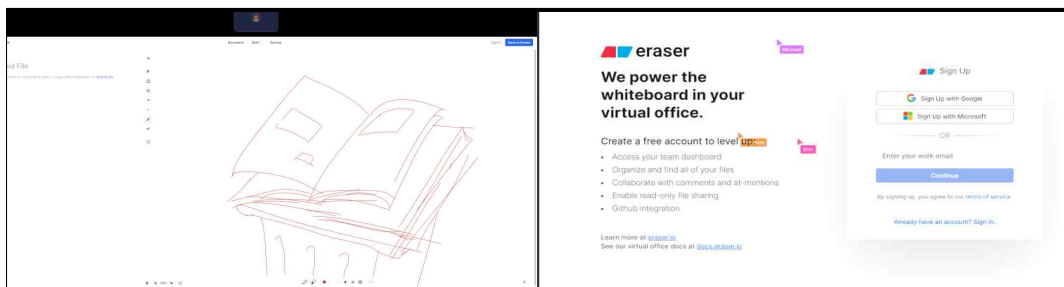 ed File
Document Both Canvas
Sign in Save to Eraser
eraser
Michael
We power the
whiteboard in your
virtual office.
Create a free account to level up:
• Access your team dashboard
• Organize and find all of your files
• Collaborate with comments and at-mentions
• Enable read-only file sharing
• Github integration
Learn more at eraser.io
See our virtual office docs at docs.eraser.io
Sign Up
Sign Up with Google
Sign Up with Microsoft
OR
Enter your work email
Continue
By signing up, you agree to our terms of service
Already have an account? Sign In.